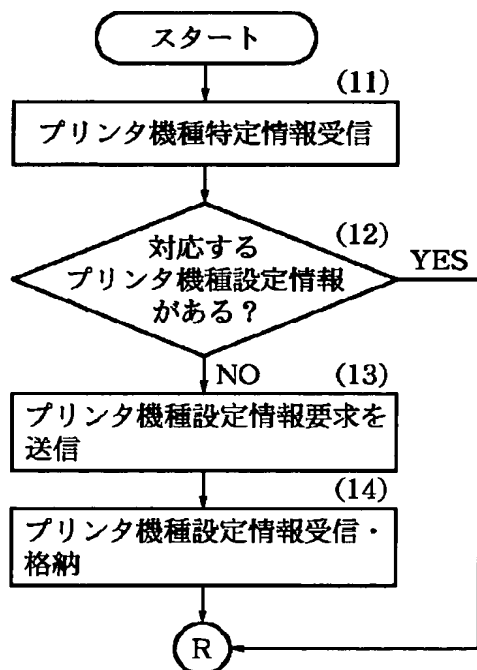 スタート
(11)
プリンタ機種特定情報受信
(12)
対応する
プリンタ機種設定情報
がある?
YES
NO
(13)
プリンタ機種設定情報要求を
送信
(14)
プリンタ機種設定情報受信・
格納
R